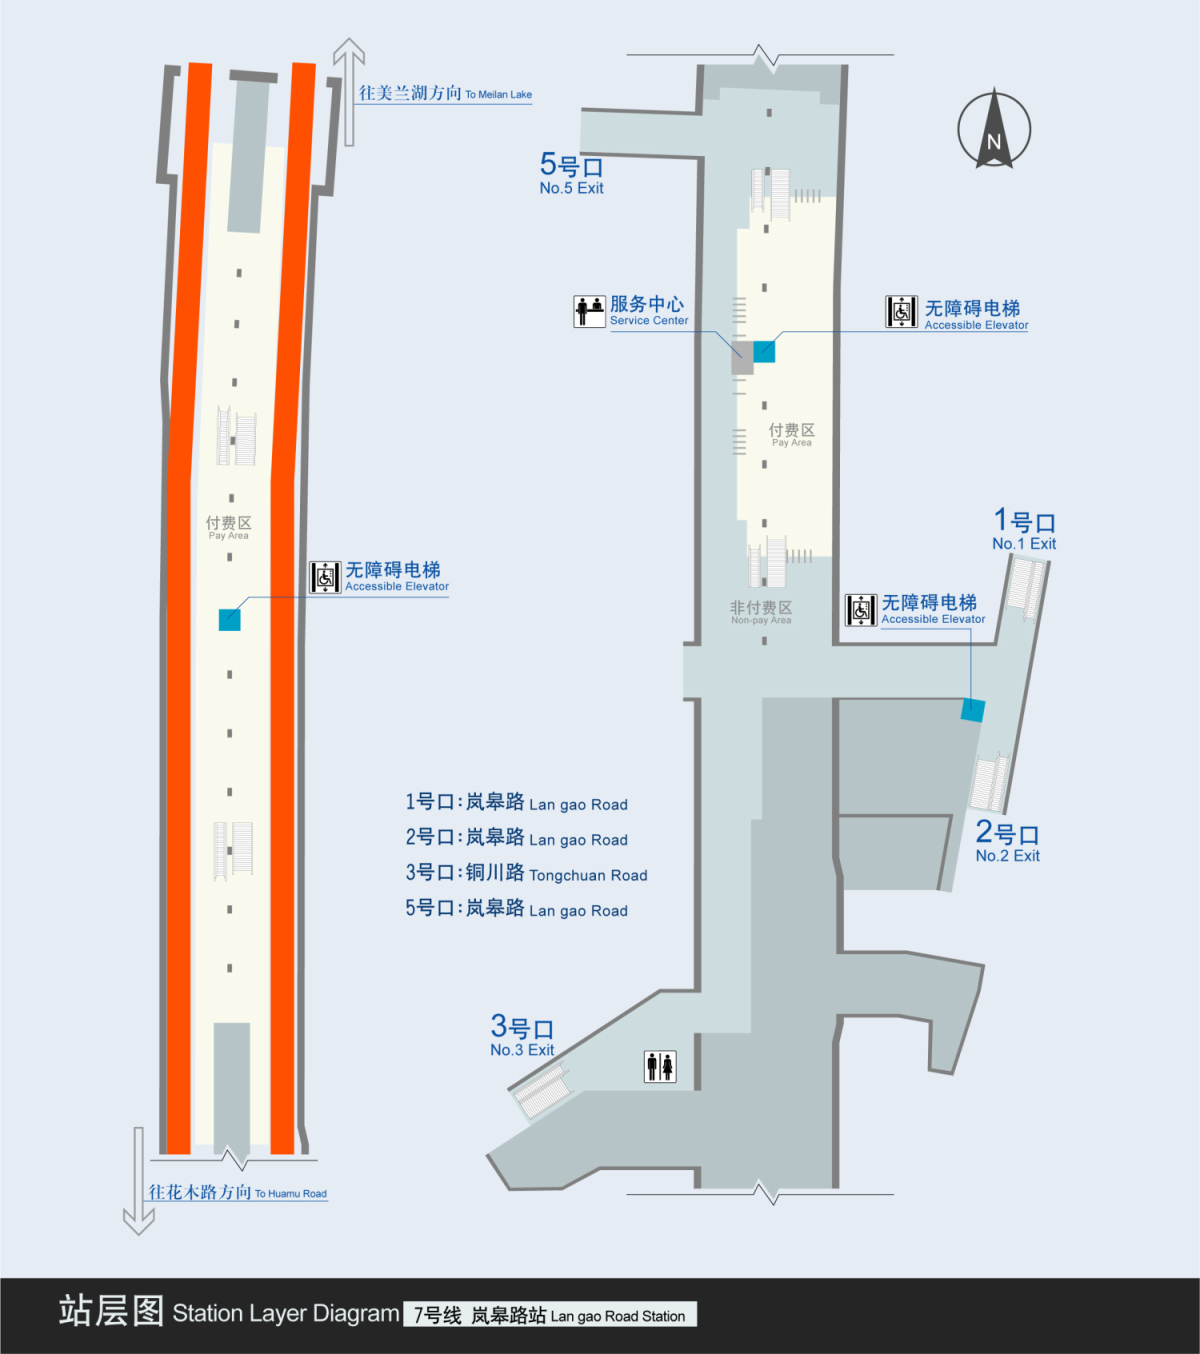 往美兰湖方向 To Meilan Lake
N
5号口
No.5 Exit
服务中心
Service Center
无障碍电梯
Accessible Elevator
付费区
Pay Area
1号口
No.1 Exit
付费区
Pay Area
无障碍电梯
Accessible Elevator
非付费区
Non-pay Area
无障碍电梯
Accessible Elevator
1号口:岚皋路 Lan gao Road
2号口:岚皋路 Lan gao Road
3号口:铜川路 Tongchuan Road
5号口:岚皋路 Lan gao Road
2号口
No.2 Exit
3号口
No.3 Exit
往花木路方向 To Huamu Road
站层图 Station Layer Diagram 7号线 岚皋路站 Lan gao Road Station